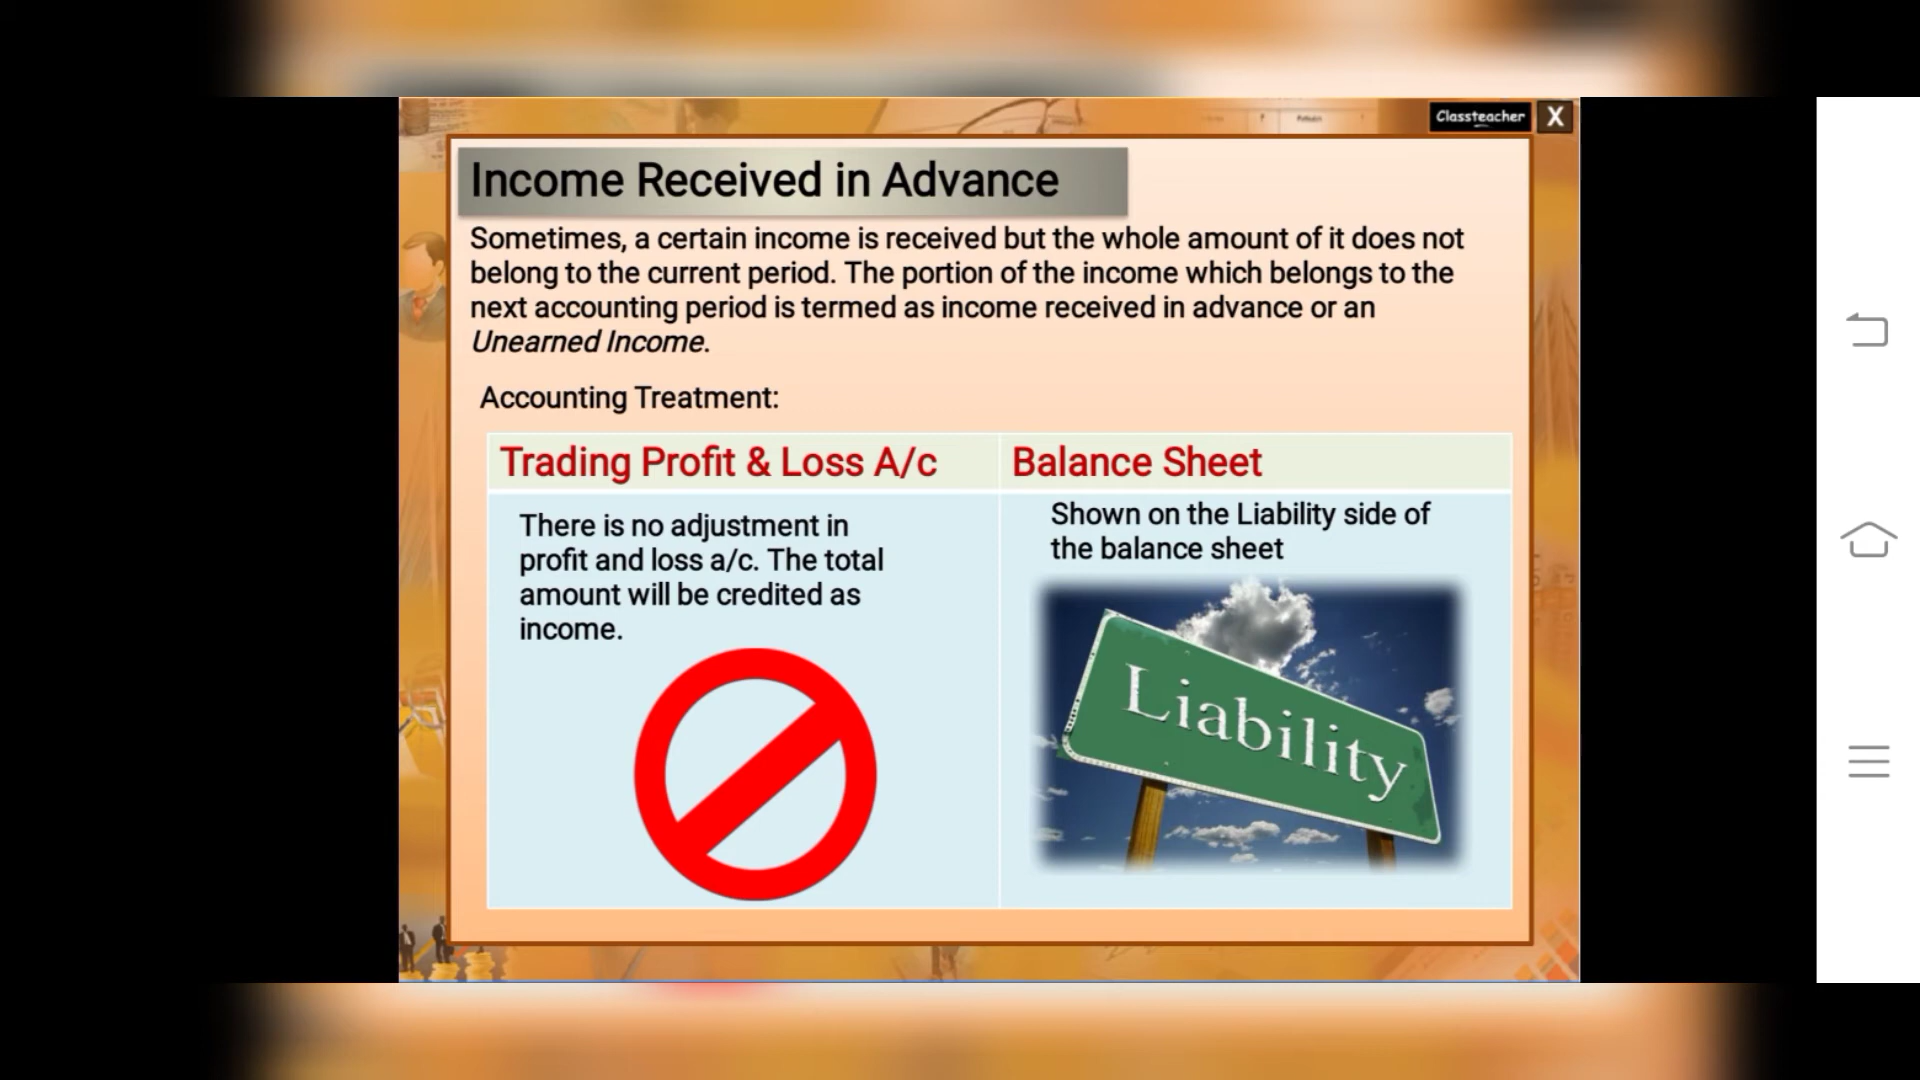 Classteacher X
Income Received in Advance
Sometimes, a certain income is received but the whole amount of it does not
belong to the current period. The portion of the income which belongs to the
next accounting period is termed as income received in advance or an
Unearned Income.
Accounting Treatment:
Trading Profit & Loss A/c
Balance Sheet
There is no adjustment in
profit and loss a/c. The total
amount will be credited as
income.
Shown on the Liability side of
the balance sheet
Liability